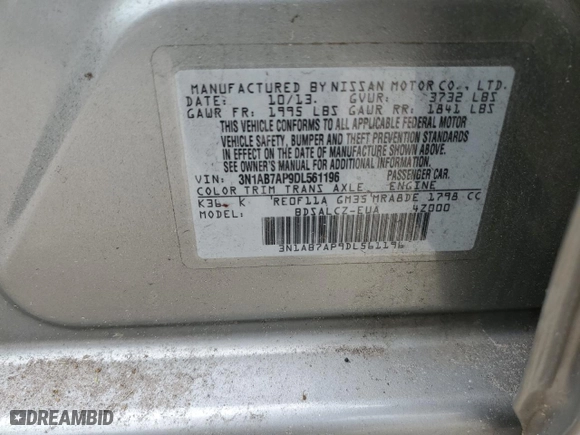 MANUFACTURED BY NISSAN MOTOR CO., LTD.
DATE: 10/13. GVWR: 3732 LBS
GAWR FR: 1995 LBS GAWR RR: 1841 LBS
THIS VEHICLE CONFORMS TO ALL APPLICABLE FEDERAL MOTOR
VEHICLE SAFETY, BUMPER AND THEFT PREVENTION STANDARDS
IN EFFECT ON THE DATE OF MANUFACTURE SHOWN ABOVE.
SEE OWNER'S MANUAL FOR ADDITIONAL INFORMATION.
VIN: 3N1AB7AP9DL561196 PASSENGER CAR.
COLOR TRIM TRANS AXLE ENGINE
K36 K RE0F11A GM35 MRA8DE 1798 CC
MODEL: BDSALCZ-EUA 4Z000
3N1AB7AP9DL561196
DREAMBID